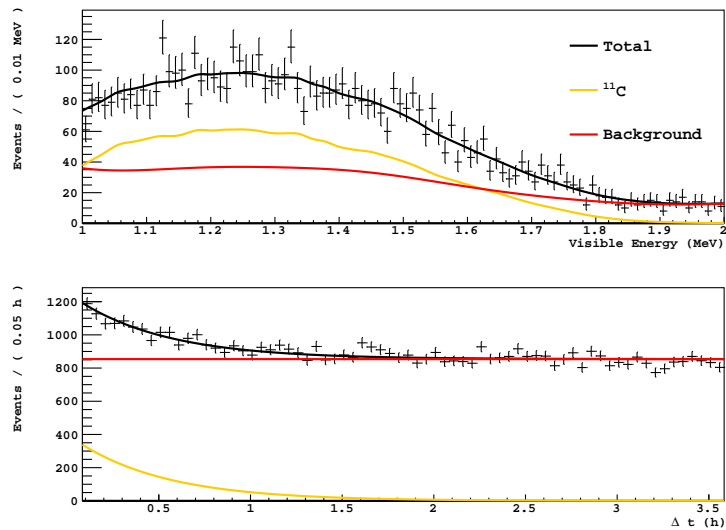 120
100
80
60
40
20
0
Events / ( 0.01 MeV )
Total
¹¹C
Background
1 1.1 1.2 1.3 1.4 1.5 1.6 1.7 1.8 1.9 2
Visible Energy (MeV)
1200
1000
800
600
400
200
0
Events / ( 0.05 h )
0.5 1 1.5 2 2.5 3 3.5
Δ t (h)